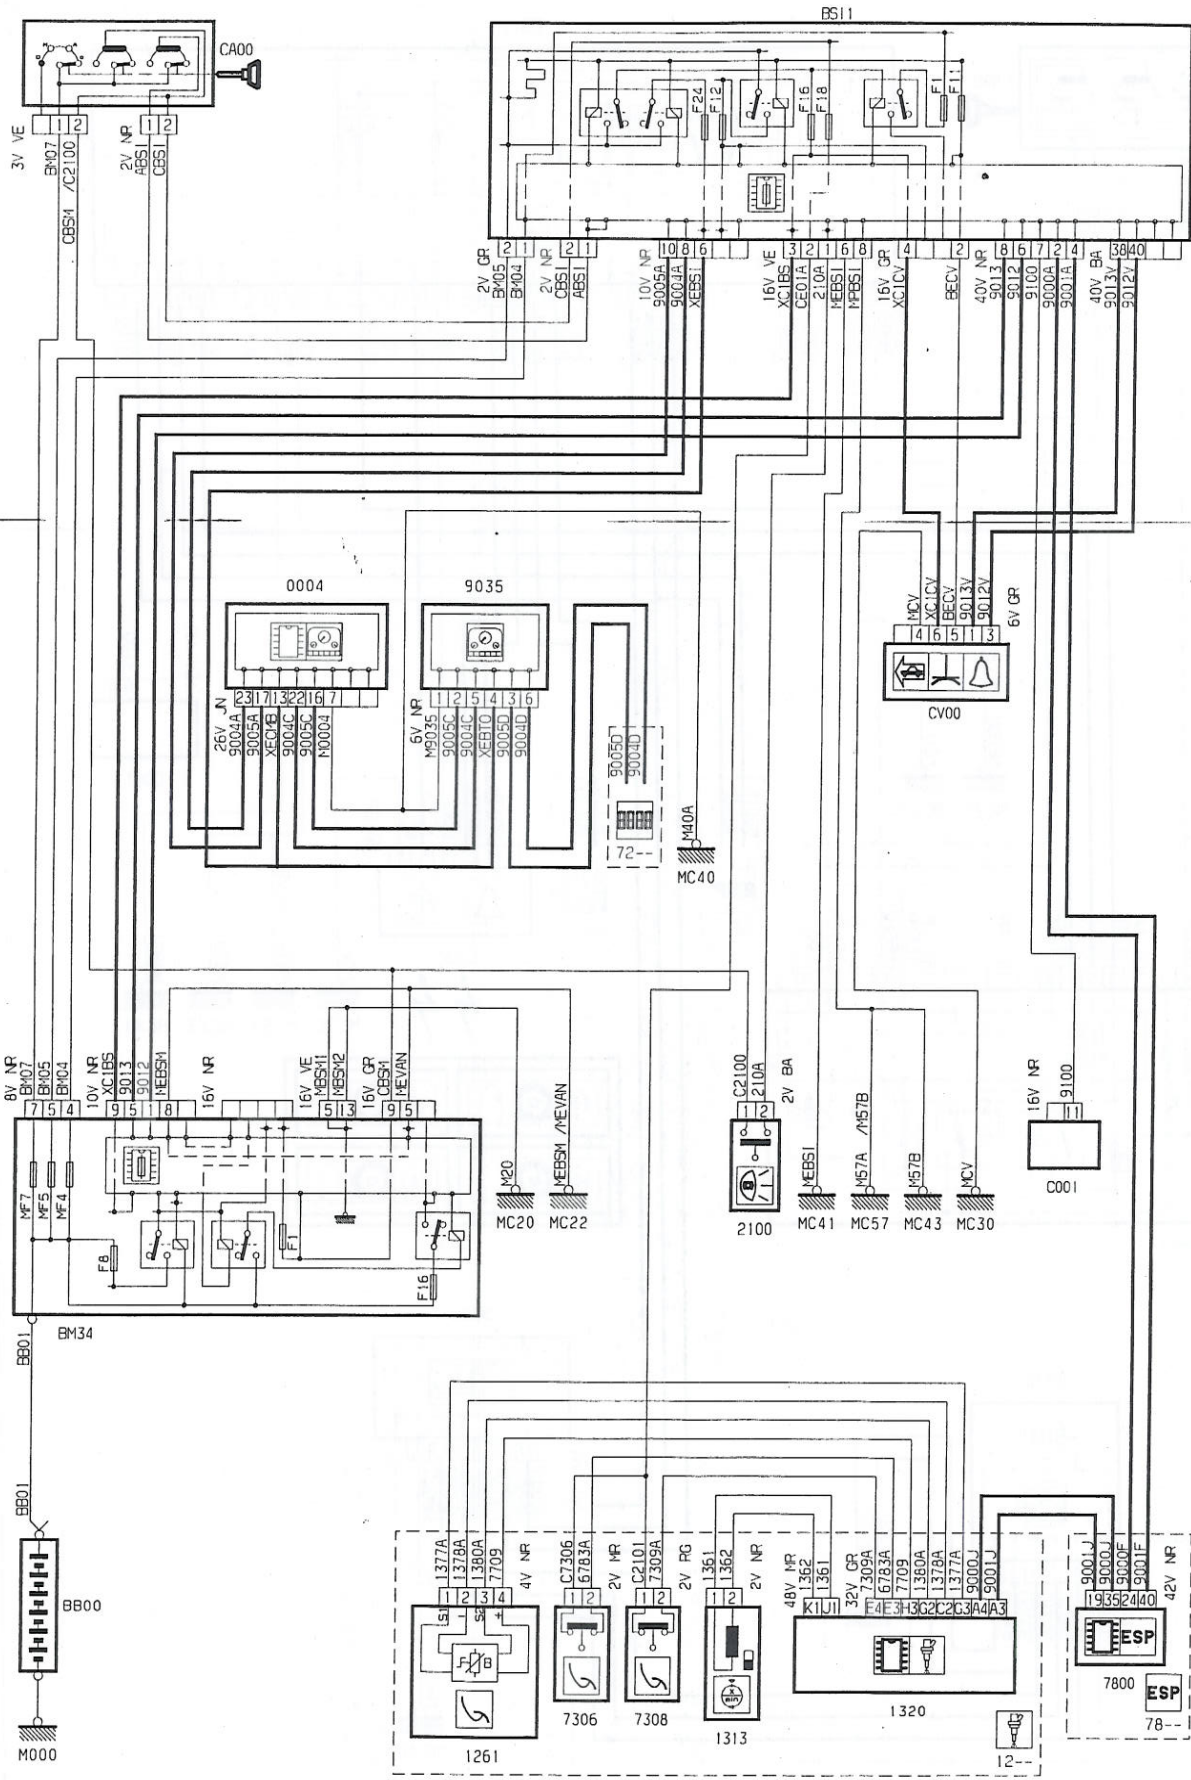 BSI1
CA00
3V VE
1 2
BM07
CBSM /C2100
2V NR
1 2
ABSI
CBSI
F24
F12
F16
F18
F1
F11
2V GR
2 1
BM05
BM04
2V NR
2 1
CBSI
ABSI
10V NR
10 8 6
9005A
9004A
XEBSI
16V VE
3 2 1 6 8
XC1BS
CE01A
210A
MEBSI
MPBSI
16V GR
4 2
XC1CV
BECV
40V NR
8 6 7 2 4
9013
9012
9100
9000A
9001A
40V BA
38 40
9013V
9012V
0004
23 17 13 22 16 7
26V JN
9004A
9005A
XECMB
9004C
9005C
M0004
9035
1 2 5 4 3 6
6V NR
M9035
9005C
9004C
XEBTO
9005D
9004D
9005D
9004D
72--
M40A
MC40
MCV
XC1CV
BECV
9013V
9012V
6V GR
4 6 5 1 3
CV00
8V NR
BM07
BM05
BM04
7 5 4
10V NR
XC1BS
9013
9012
MEBSM
9 5 1 8
16V NR
16V VE
MBSM1
MBSM2
5 13
16V GR
CBSM
MEVAN
9 5
MF7
MF5
MF4
F8
F1
F16
BM34
M20
MC20
MEBSM /MEVAN
MC22
C2100
210A
2V BA
1 2
2100
MEBSI
MC41
M57A /M57B
MC57
M57B
MC43
MCV
MC30
16V NR
9100
11
C001
BB01
BB01
BB00
M000
1377A
1378A
1380A
7709
4V NR
1 2 3 4
S1 - S2 +
1261
C7306
6783A
2V MR
1 2
7306
C2101
7309A
2V RG
1 2
7308
1361
1362
2V NR
1 2
1313
48V MR
1362
1361
K1 J1
32V GR
7309A
6783A
7709
1380A
1378A
1377A
9000J
9001J
E4 E3 H3 G2 C2 G3 A4 A3
1320
12--
9001J
9000J
9000F
9001F
42V NR
19 35 24 40
ESP
7800
ESP
78--